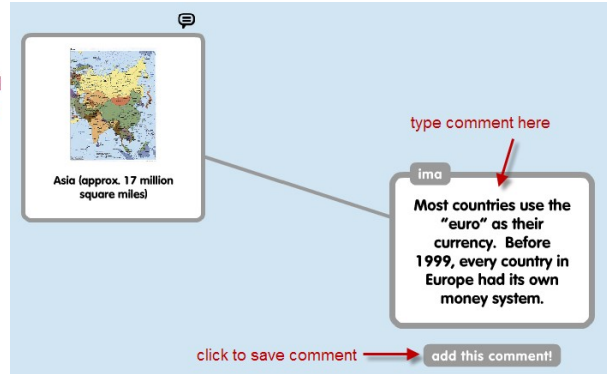 Asia (approx. 17 million
square miles)
type comment here
ima
Most countries use the
"euro" as their
currency. Before
1999, every country in
Europe had its own
money system.
click to save comment
add this comment!